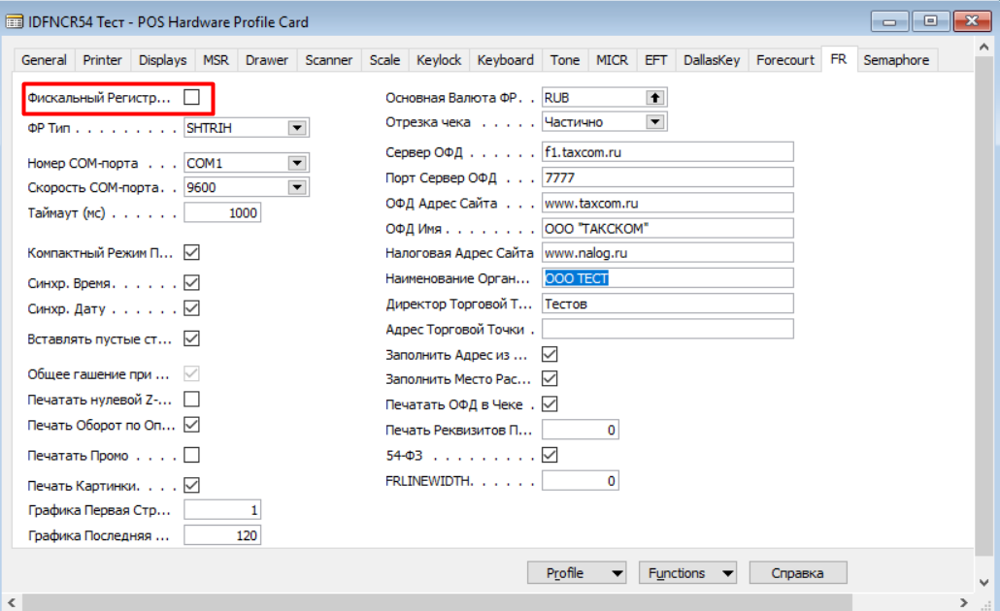 IDFNCR54 Тест - POS Hardware Profile Card
General Printer Displays MSR Drawer Scanner Scale Keylock Keyboard Tone MICR EFT DallasKey Forecourt FR Semaphore
Фискальный Регистр...
ФР Тип . . . . . . . . . SHTRIH
Номер COM-порта . . . COM1
Скорость COM-порта. . 9600
Таймаут (мс) . . . . . . 1000
Компактный Режим П...
Синхр. Время. . . . . . .
Синхр. Дату . . . . . . .
Вставлять пустые ст...
Общее гашение при ...
Печатать нулевой Z-...
Печать Оборот по Оп...
Печатать Промо . . . .
Печать Картинки. . . . .
Графика Первая Стр... 1
Графика Последняя ... 120
Основная Валюта ФР. . RUB
Отрезка чека . . . . . Частично
Сервер ОФД . . . . . . f1.taxcom.ru
Порт Сервер ОФД . . . 7777
ОФД Адрес Сайта . . . www.taxcom.ru
ОФД Имя . . . . . . . . ООО "ТАКСКОМ"
Налоговая Адрес Сайта www.nalog.ru
Наименование Орган... ООО ТЕСТ
Директор Торговой Т... Тестов
Адрес Торговой Точки .
Заполнить Адрес из ...
Заполнить Место Рас...
Печатать ОФД в Чеке .
Печать Реквизитов П... 0
54-ФЗ . . . . . . . . .
FRLINEWIDTH. . . . . . 0
Profile Functions Справка